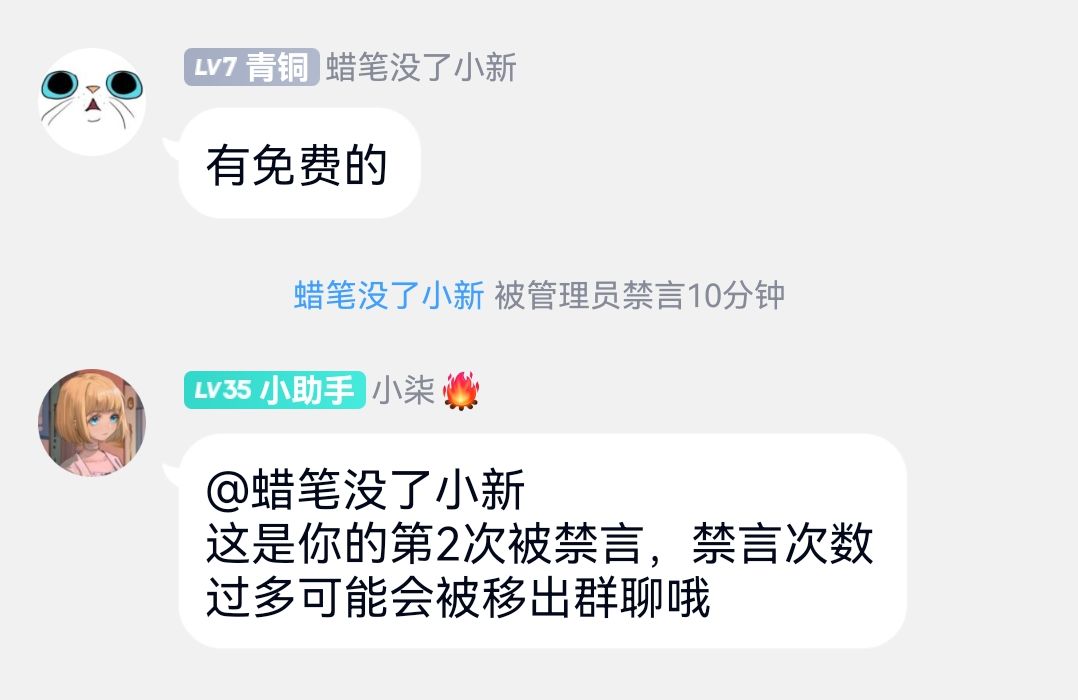 LV7 青铜 蜡笔没了小新
有免费的
蜡笔没了小新 被管理员禁言10分钟
LV35 小助手 小柒🔥
@蜡笔没了小新
这是你的第2次被禁言，禁言次数
过多可能会被移出群聊哦